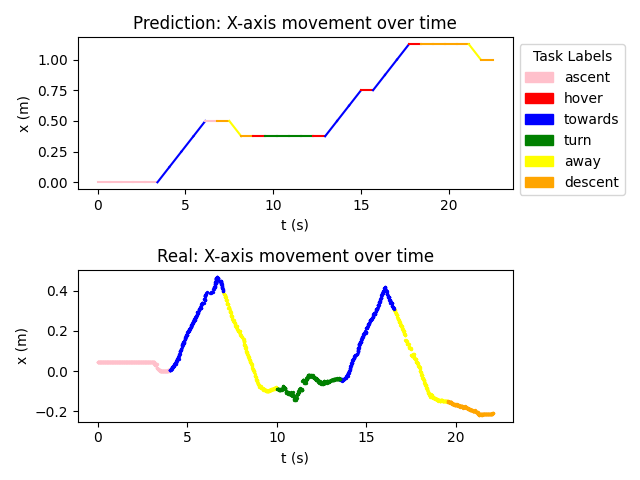 Prediction: X-axis movement over time
1.00
0.75
0.50
0.25
0.00
x (m)
0 5 10 15 20
t (s)
Task Labels
ascent
hover
towards
turn
away
descent
Real: X-axis movement over time
0.4
0.2
0.0
−0.2
x (m)
0 5 10 15 20
t (s)